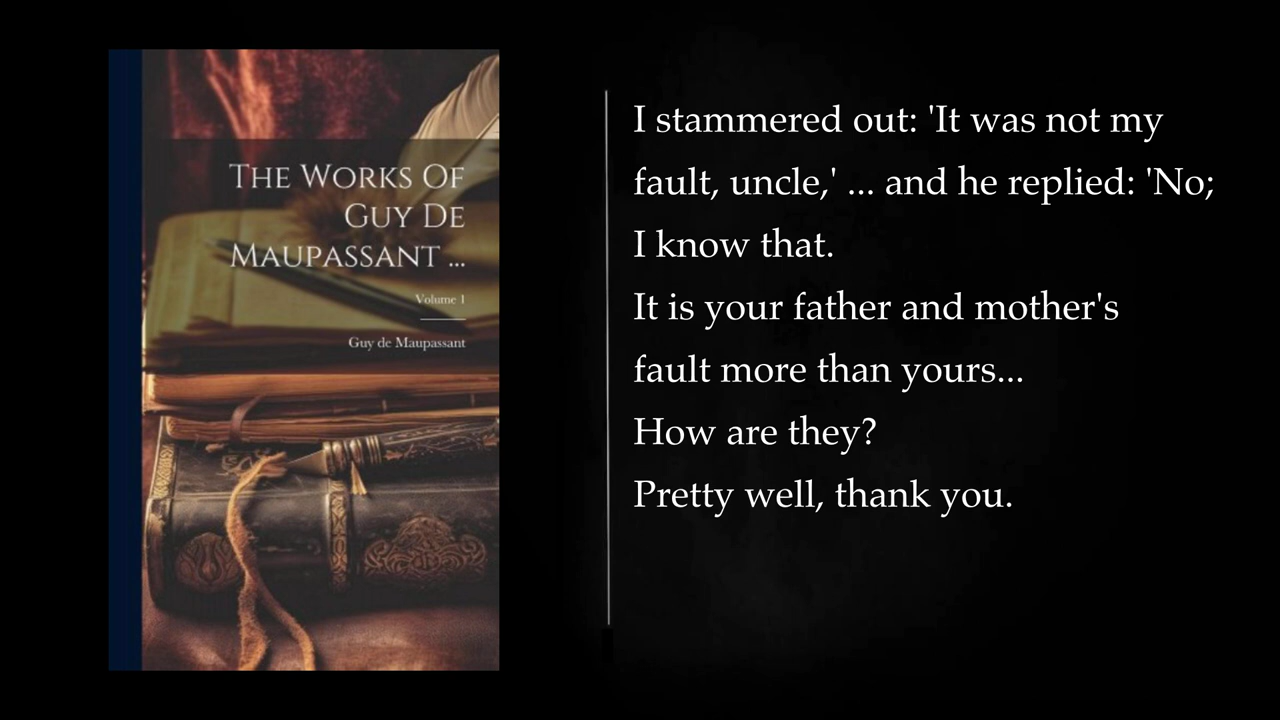 The Works Of
Guy De
Maupassant ...
Volume 1
Guy de Maupassant
I stammered out: 'It was not my
fault, uncle,' ... and he replied: 'No;
I know that.
It is your father and mother's
fault more than yours...
How are they?
Pretty well, thank you.